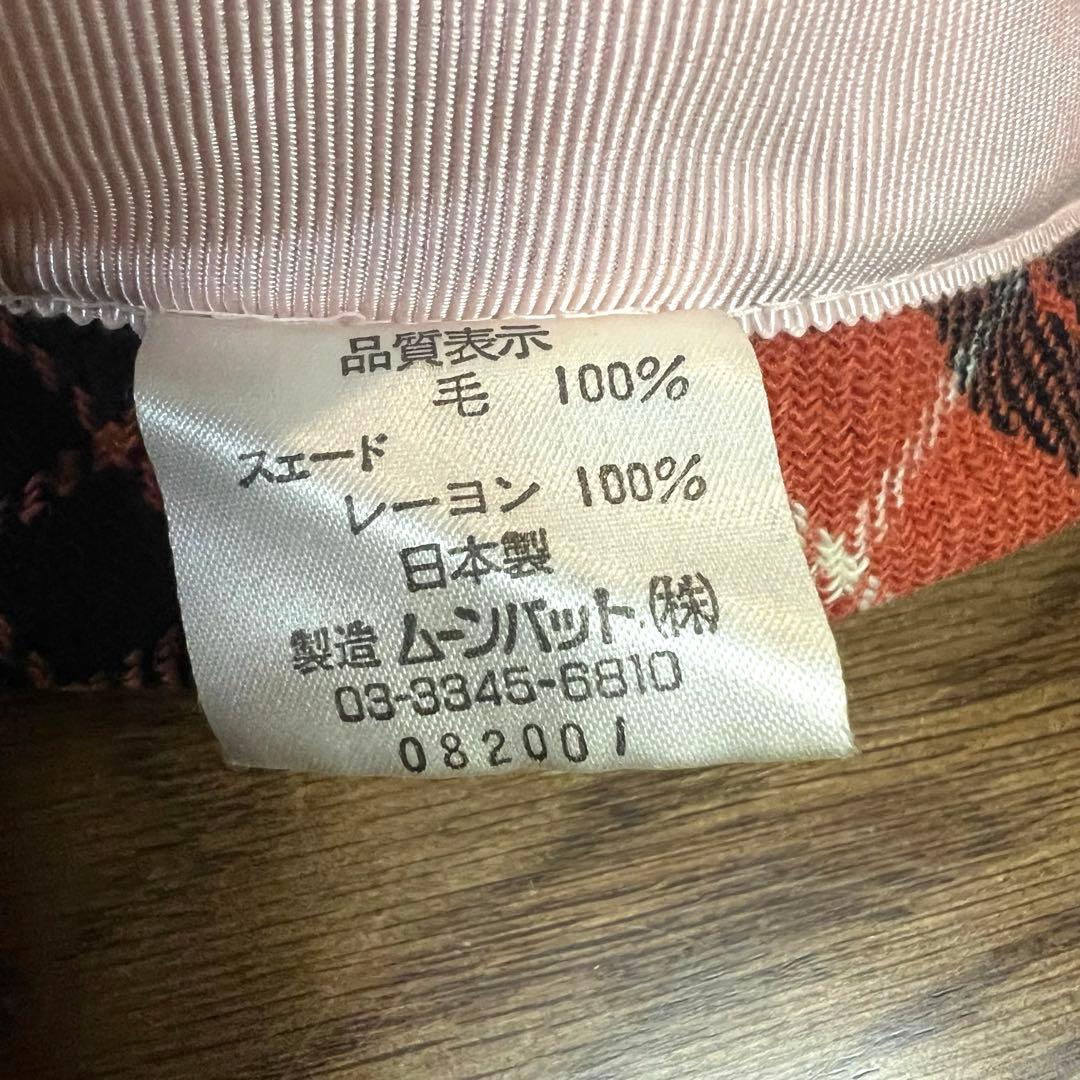 品質表示
毛 100%
スエード
レーヨン 100%
日本製
製造 ムーンバット(株)
03-3345-6810
082001